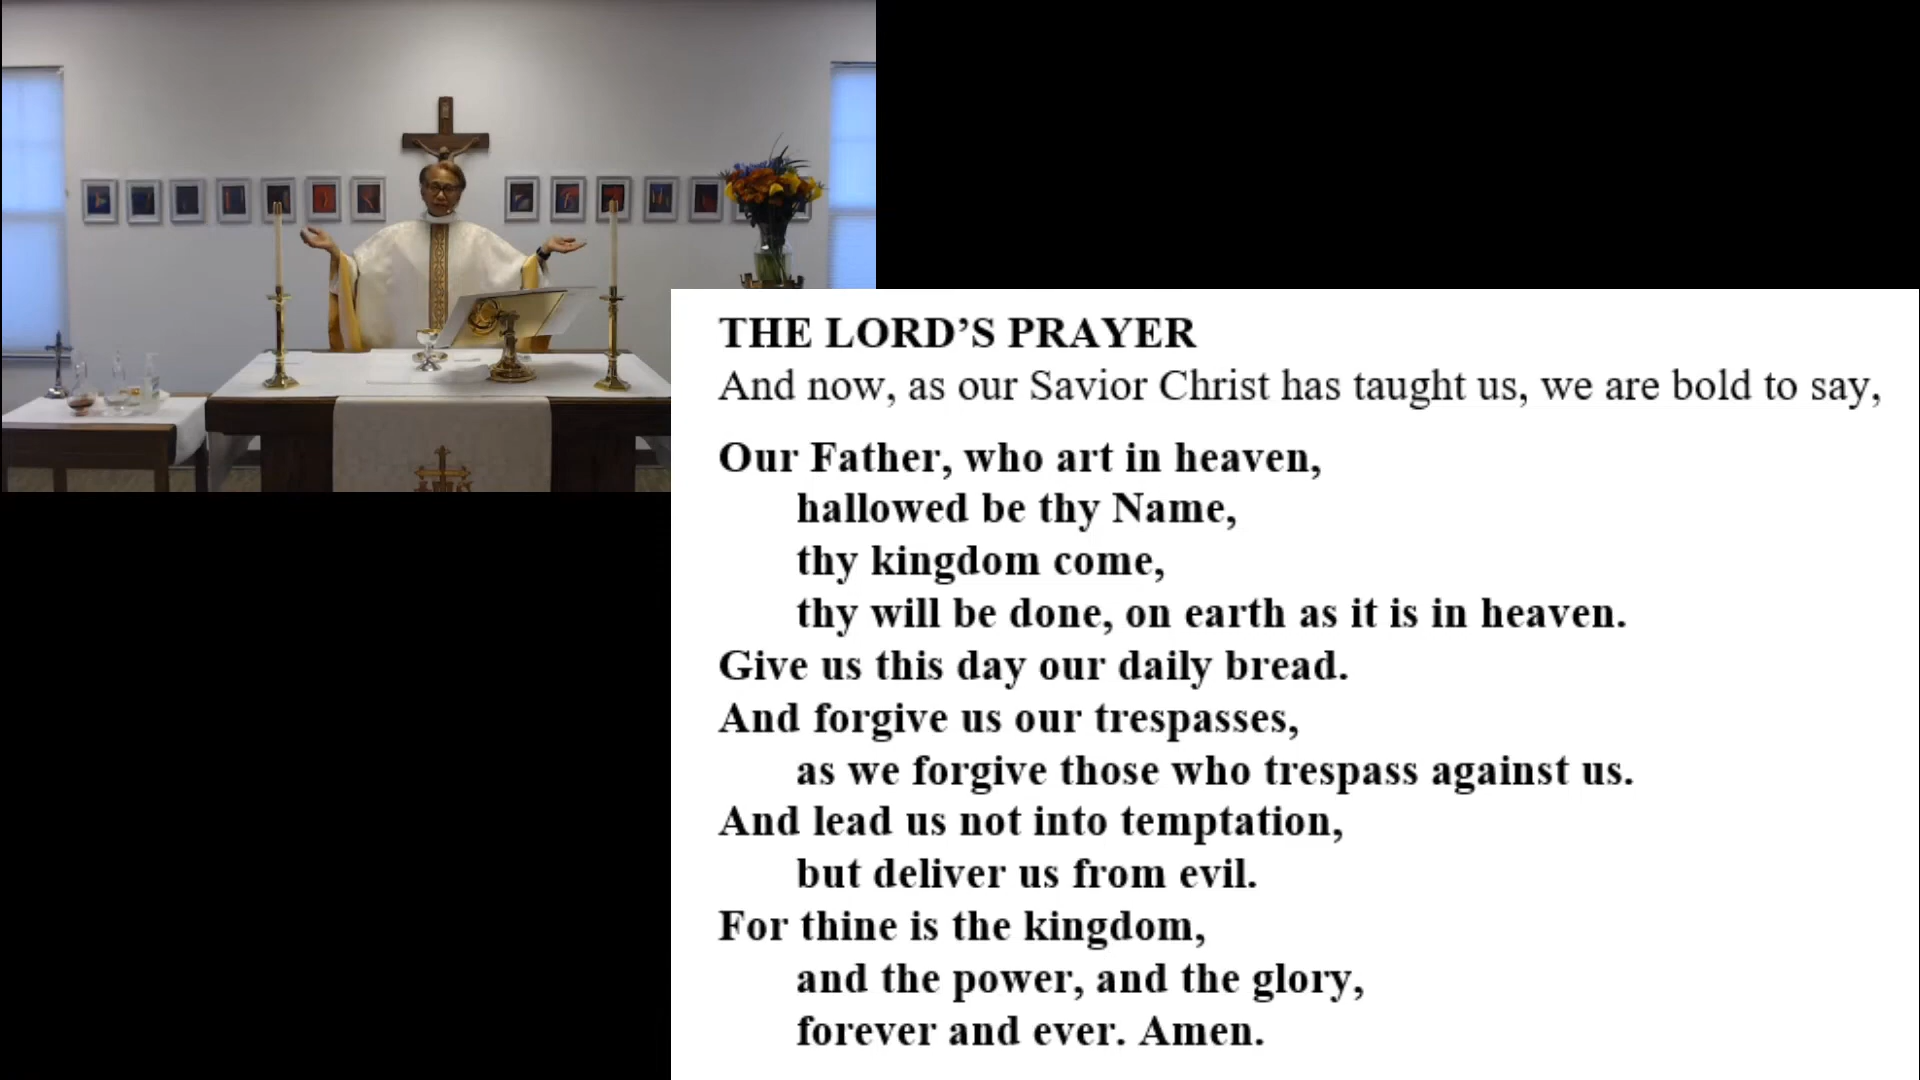 THE LORD’S PRAYER
And now, as our Savior Christ has taught us, we are bold to say,
Our Father, who art in heaven,
hallowed be thy Name,
thy kingdom come,
thy will be done, on earth as it is in heaven.
Give us this day our daily bread.
And forgive us our trespasses,
as we forgive those who trespass against us.
And lead us not into temptation,
but deliver us from evil.
For thine is the kingdom,
and the power, and the glory,
forever and ever. Amen.